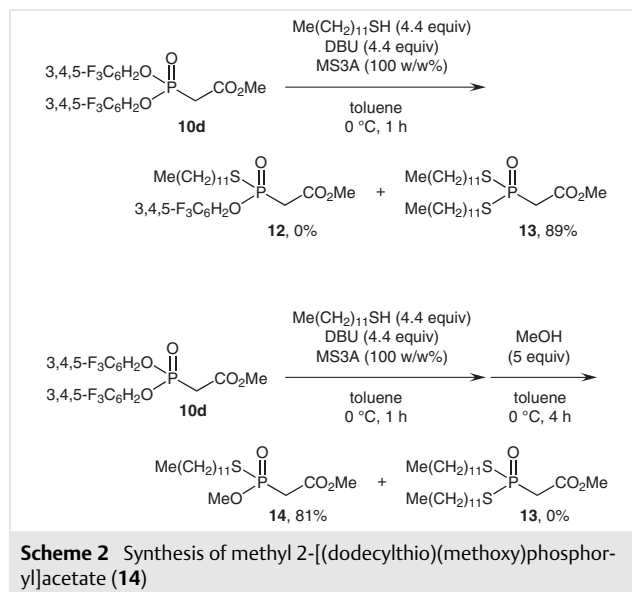 Me(CH₂)₁₁SH (4.4 equiv)
DBU (4.4 equiv)
MS3A (100 w/w%)
toluene
0 °C, 1 h
3,4,5-F₃C₆H₂O
3,4,5-F₃C₆H₂O
O
P
CO₂Me
10d
Me(CH₂)₁₁S
3,4,5-F₃C₆H₂O
O
P
CO₂Me
12, 0%
+
Me(CH₂)₁₁S
Me(CH₂)₁₁S
O
P
CO₂Me
13, 89%
Me(CH₂)₁₁SH (4.4 equiv)
DBU (4.4 equiv)
MS3A (100 w/w%)
toluene
0 °C, 1 h
MeOH
(5 equiv)
toluene
0 °C, 4 h
3,4,5-F₃C₆H₂O
3,4,5-F₃C₆H₂O
O
P
CO₂Me
10d
Me(CH₂)₁₁S
MeO
O
P
CO₂Me
14, 81%
+
Me(CH₂)₁₁S
Me(CH₂)₁₁S
O
P
CO₂Me
13, 0%
Scheme 2 Synthesis of methyl 2-[(dodecylthio)(methoxy)phosphor-
yl]acetate (14)